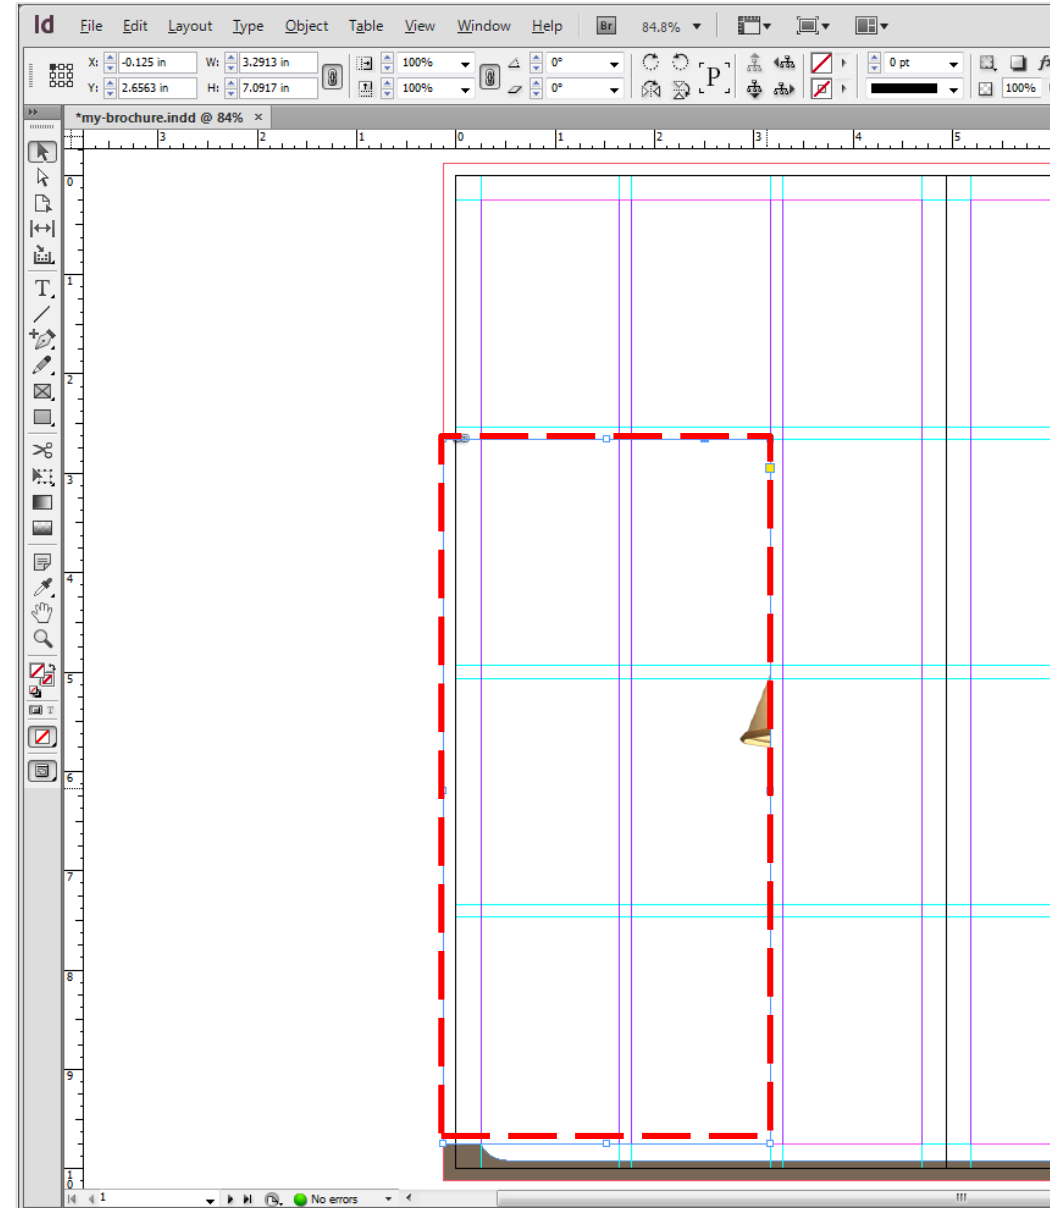 Id File Edit Layout Type Object Table View Window Help Br 84.8%
X: -0.125 in W: 3.2913 in 100% 0° P 0 pt fx
Y: 2.6563 in H: 7.0917 in 100% 0° 100%
*my-brochure.indd @ 84% ×
3 2 1 0 1 2 3 4 5
0
1
2
3
4
5
6
7
8
9
10
T
T
1 No errors